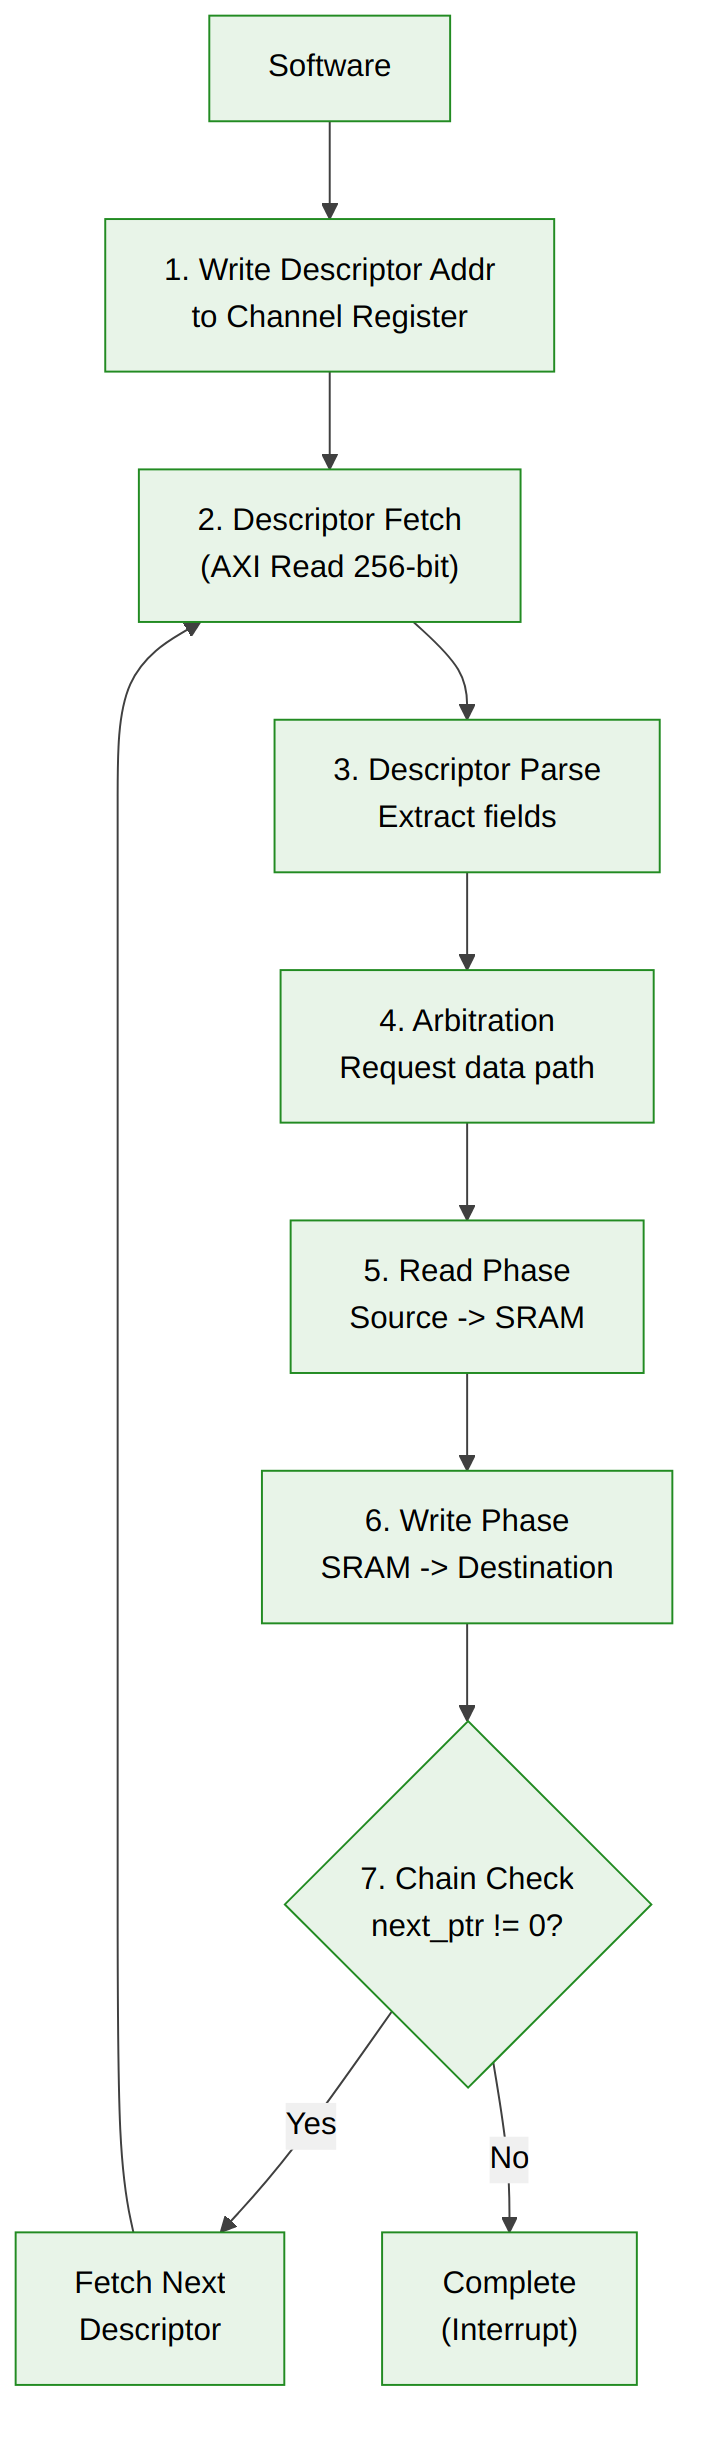 Software
1. Write Descriptor Addr
to Channel Register
2. Descriptor Fetch
(AXI Read 256-bit)
3. Descriptor Parse
Extract fields
4. Arbitration
Request data path
5. Read Phase
Source -> SRAM
6. Write Phase
SRAM -> Destination
7. Chain Check
next_ptr != 0?
Yes
No
Fetch Next
Descriptor
Complete
(Interrupt)